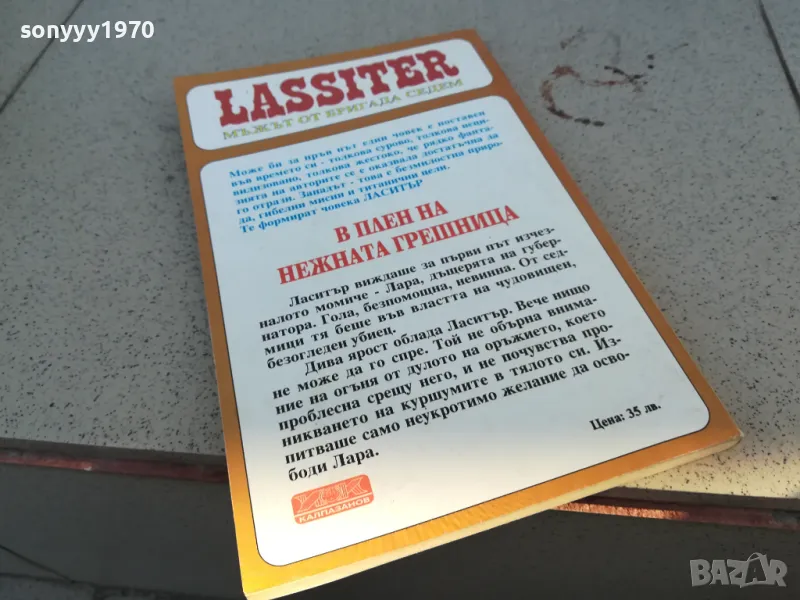 sonyyy1970
LASSITER
МЪЖЪТ ОТ БРИГАДА СЕДЕМ
Може би за пръв път един човек е поставен
във времето си - толкова сурово, толкова неци-
вилизовано, толкова жестоко, че рядко фанта-
зията на авторите се е оказвала достатъчна да
го отрази. Западът - това е безмилостна приро-
да, гибелни мисии и титанични цели.
Те формират човека ЛАСИТЪР
В ПЛЕН НА
НЕЖНАТА ГРЕШНИЦА
Ласитър виждаше за първи път изчез-
налото момиче - Лара, дъщерята на губер-
натора. Гола, безпомощна, невинна. От сед-
мици тя беше във властта на чудовищен,
безогледен убиец.
Дива ярост облада Ласитър. Вече нищо
не може да го спре. Той не обърна внима-
ние на огъня от дулото на оръжието, което
проблесна срещу него, и не почувства про-
никването на куршумите в тялото си. Из-
питваше само неукротимо желание да осво-
боди Лара.
Цена: 35 лв.
КАЛПАЗАНОВ
BAZAR